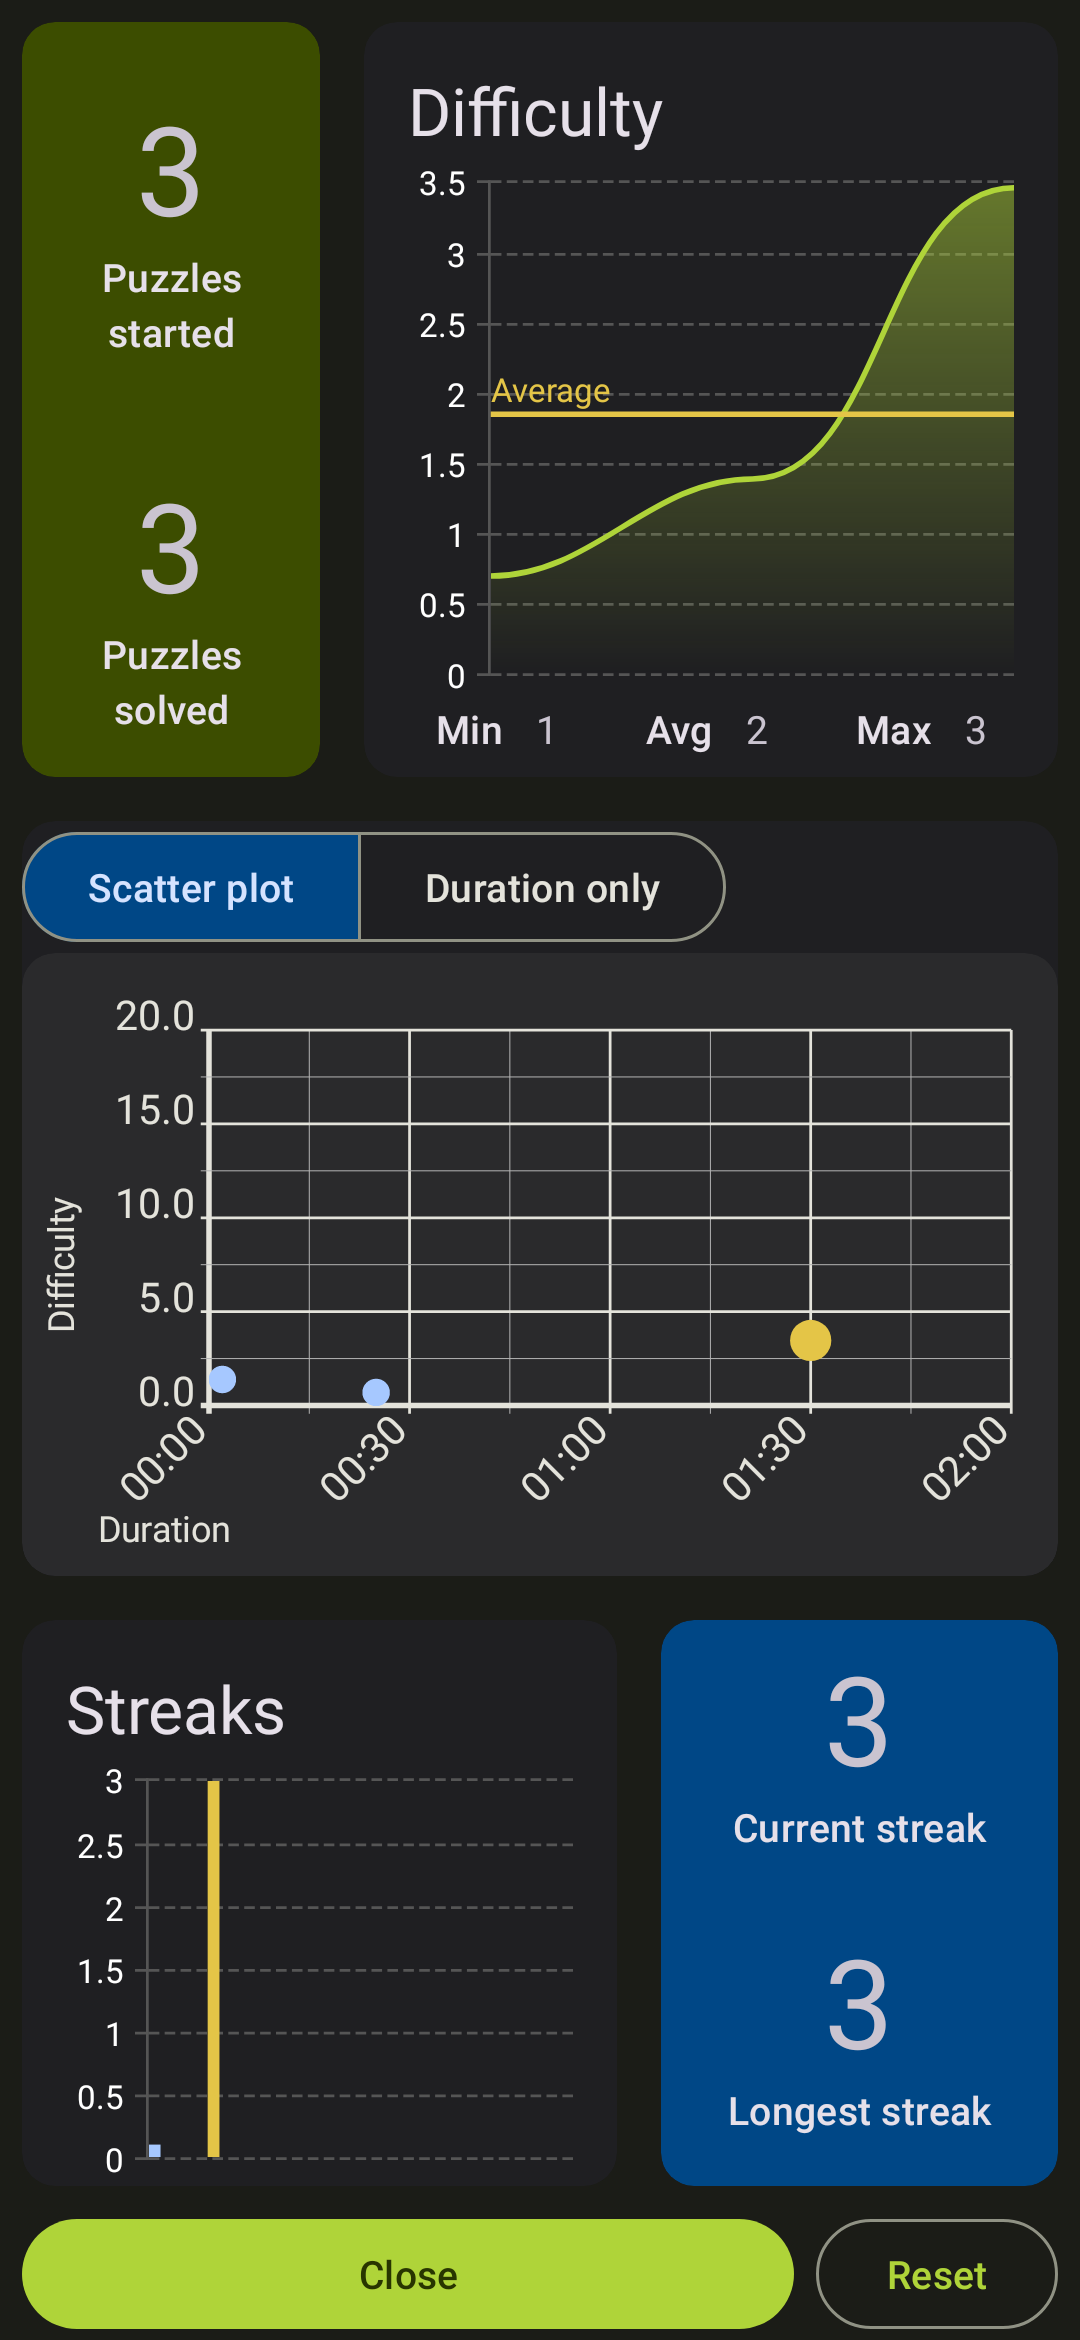 3
Puzzles
started
3
Puzzles
solved
Difficulty
3.5
3
2.5
2
Average
1.5
1
0.5
0
Min 1 Avg 2 Max 3
Scatter plot Duration only
20.0
15.0
10.0
5.0
0.0
Difficulty
00:00 00:30 01:00 01:30 02:00
Duration
Streaks
3
2.5
2
1.5
1
0.5
0
3
Current streak
3
Longest streak
Close Reset